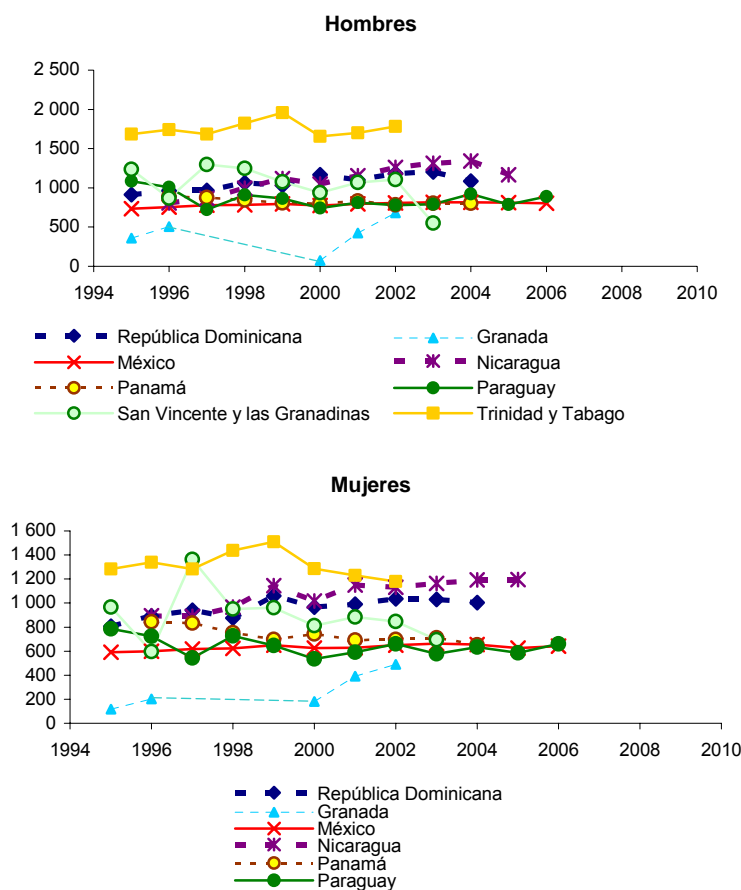 Hombres
2 500
2 000
1 500
1 000
500
0
1994 1996 1998 2000 2002 2004 2006 2008 2010
República Dominicana Granada
México Nicaragua
Panamá Paraguay
San Vincente y las Granadinas Trinidad y Tabago
Mujeres
1 600
1 400
1 200
1 000
800
600
400
200
0
1994 1996 1998 2000 2002 2004 2006 2008 2010
República Dominicana
Granada
México
Nicaragua
Panamá
Paraguay